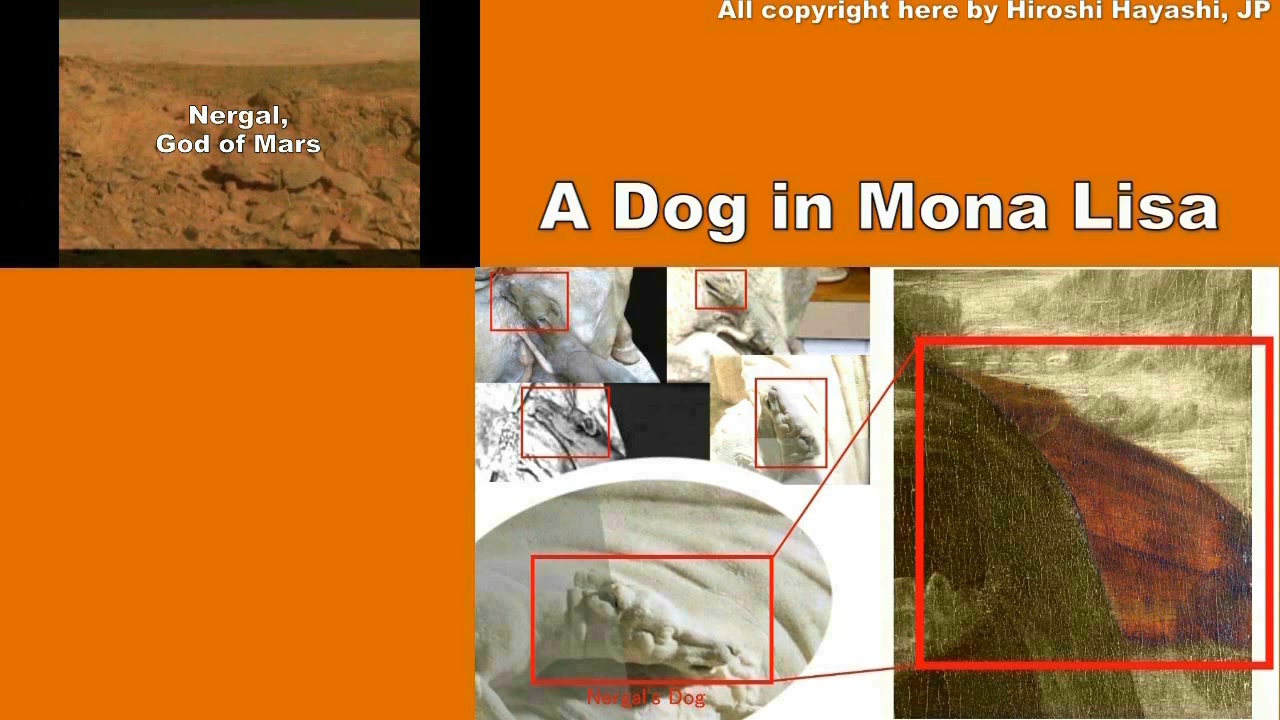 All copyright here by Hiroshi Hayashi, JP
Nergal,
God of Mars
A Dog in Mona Lisa
Nergal's Dog